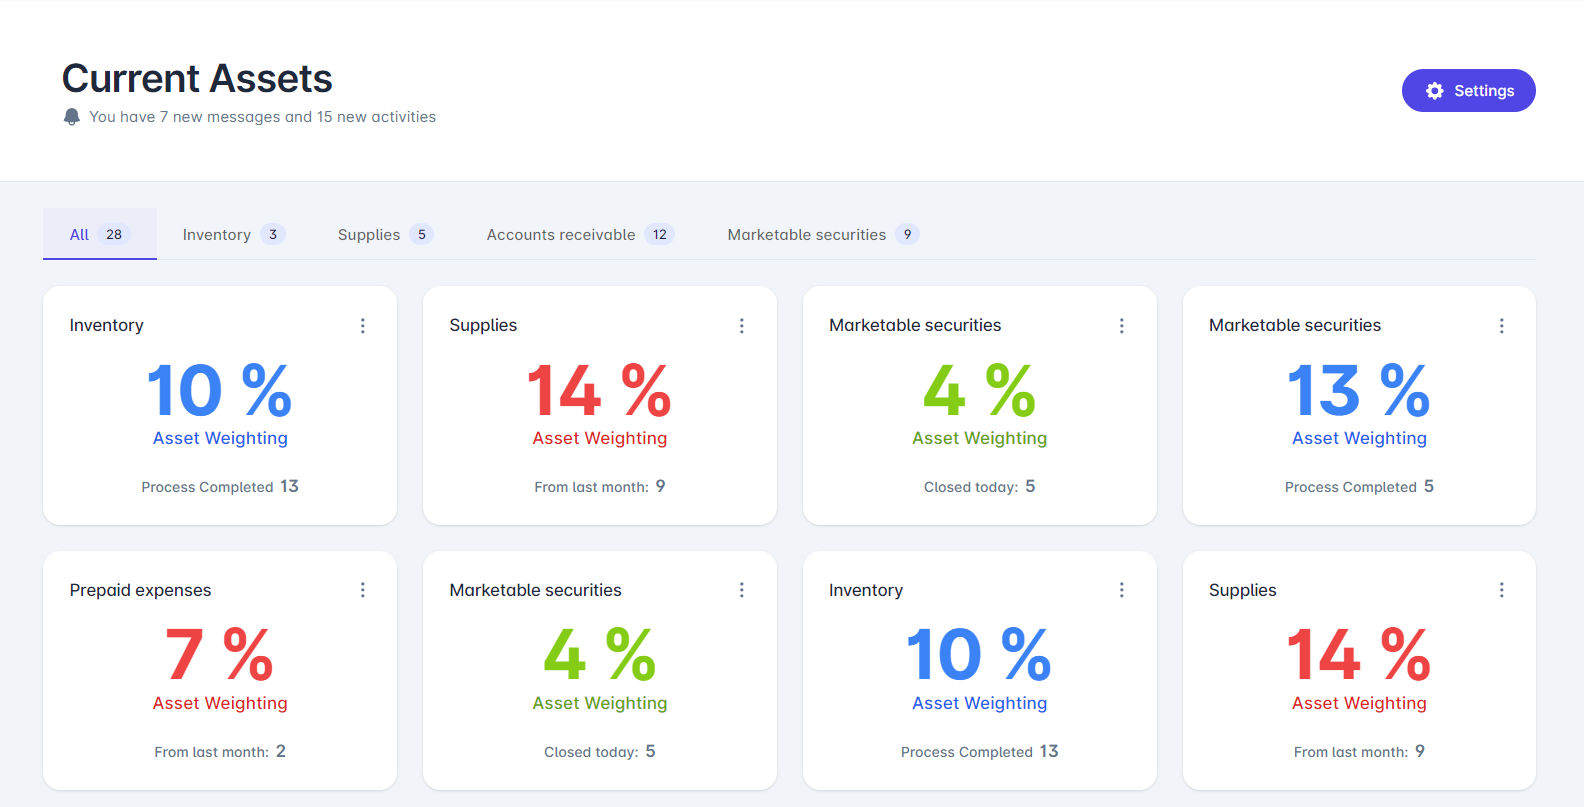 Current Assets
You have 7 new messages and 15 new activities
Settings
All 28 Inventory 3 Supplies 5 Accounts receivable 12 Marketable securities 9
Inventory
10 %
Asset Weighting
Process Completed 13
Supplies
14 %
Asset Weighting
From last month: 9
Marketable securities
4 %
Asset Weighting
Closed today: 5
Marketable securities
13 %
Asset Weighting
Process Completed 5
Prepaid expenses
7 %
Asset Weighting
From last month: 2
Marketable securities
4 %
Asset Weighting
Closed today: 5
Inventory
10 %
Asset Weighting
Process Completed 13
Supplies
14 %
Asset Weighting
From last month: 9